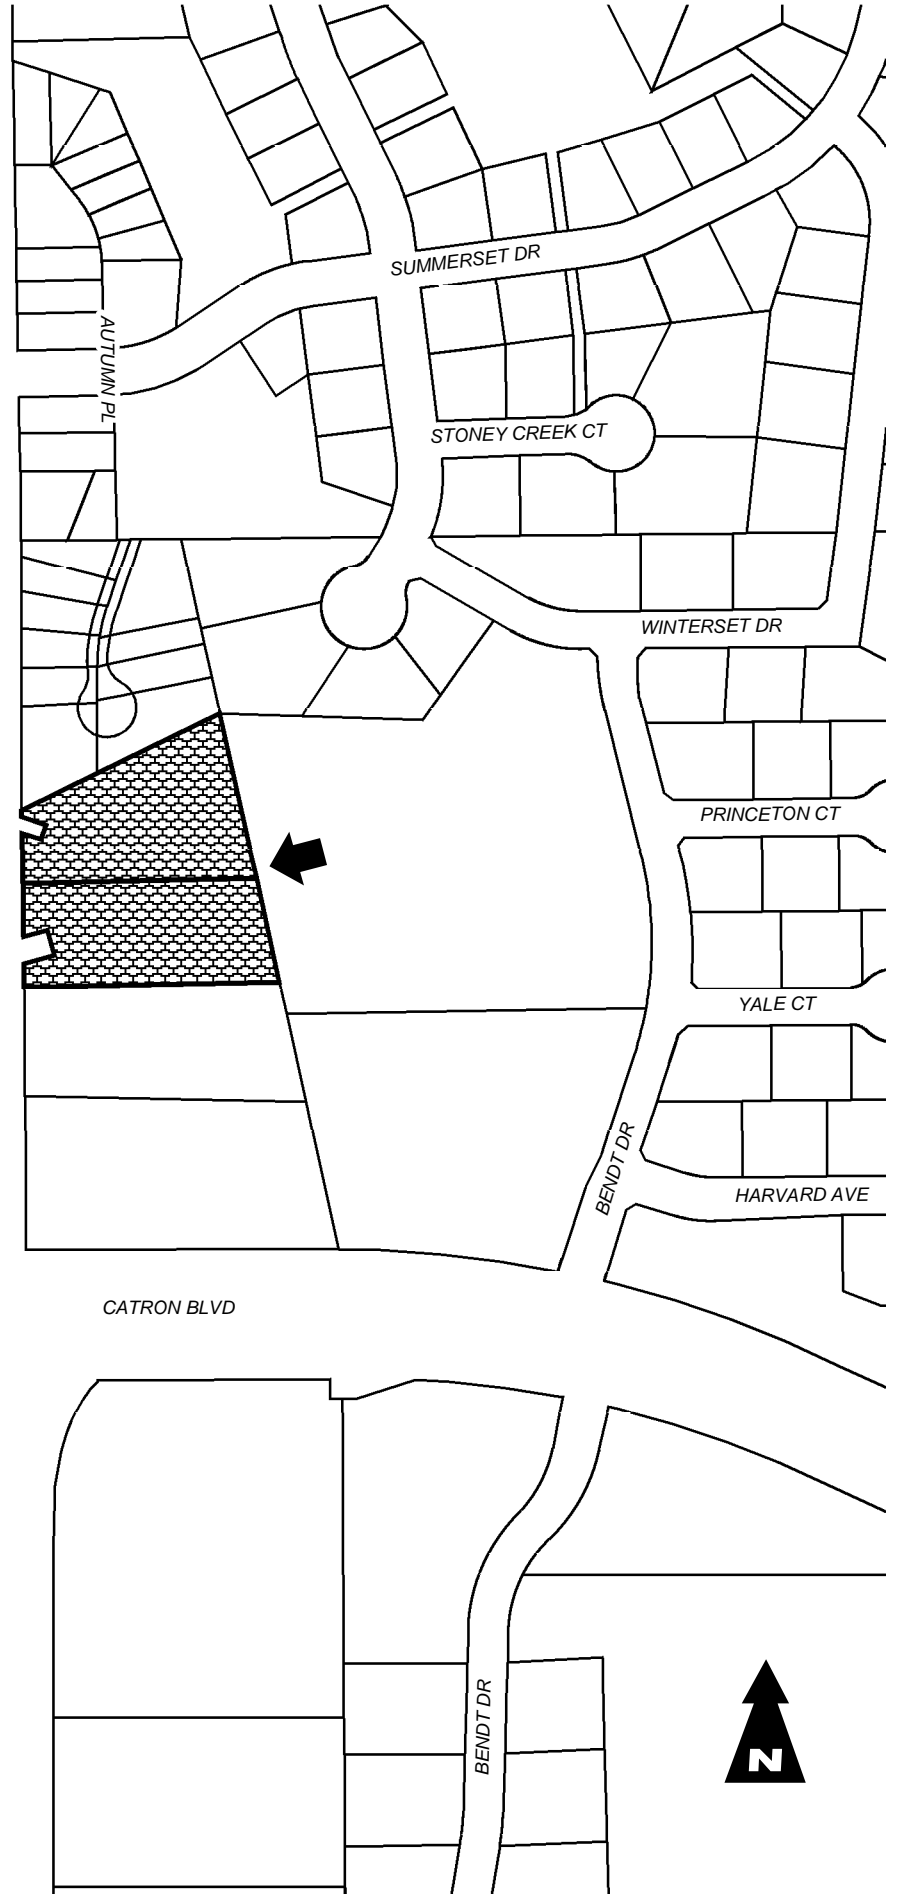 SUMMERSET DR
AUTUMN PL
STONEY CREEK CT
WINTERSET DR
PRINCETON CT
YALE CT
BENDT DR
HARVARD AVE
CATRON BLVD
BENDT DR
N